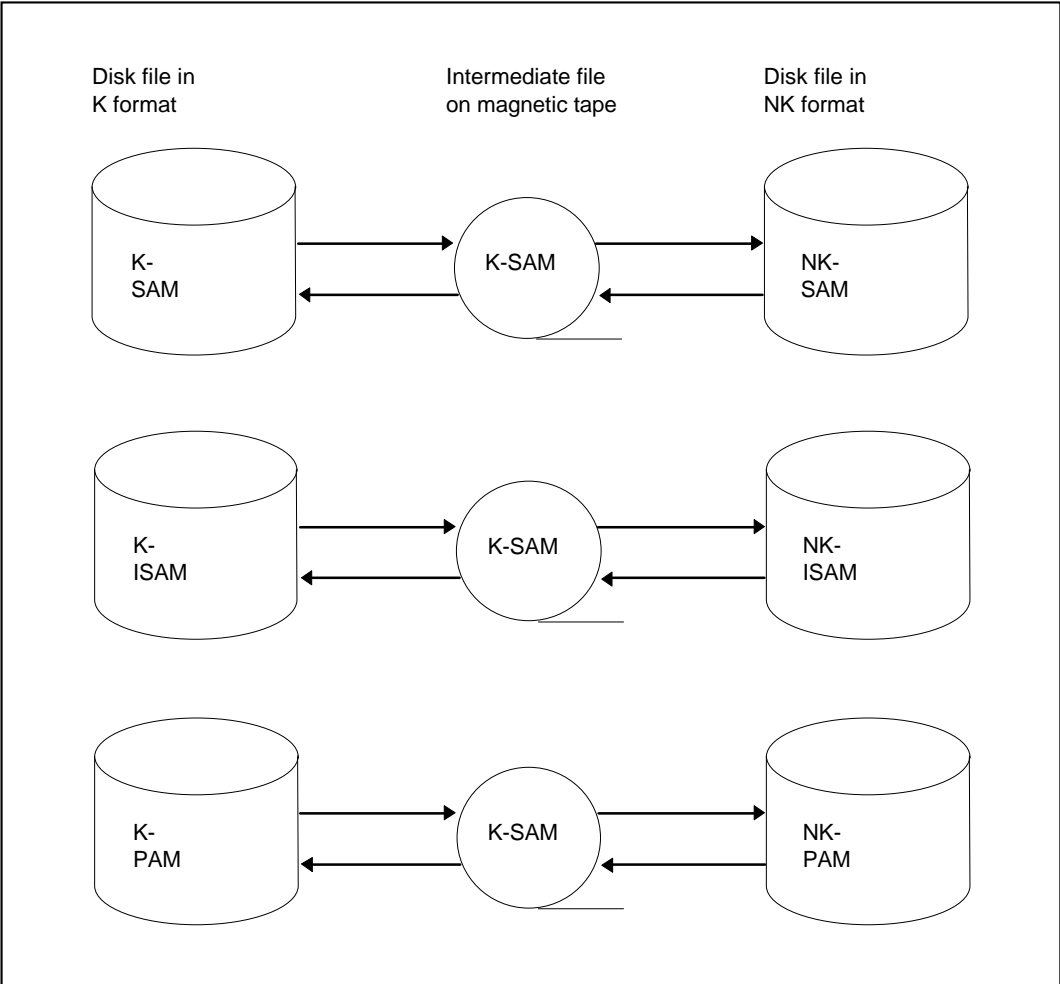 Disk file in
K format
Intermediate file
on magnetic tape
Disk file in
NK format
K-
SAM
K-SAM
NK-
SAM
K-
ISAM
K-SAM
NK-
ISAM
K-
PAM
K-SAM
NK-
PAM